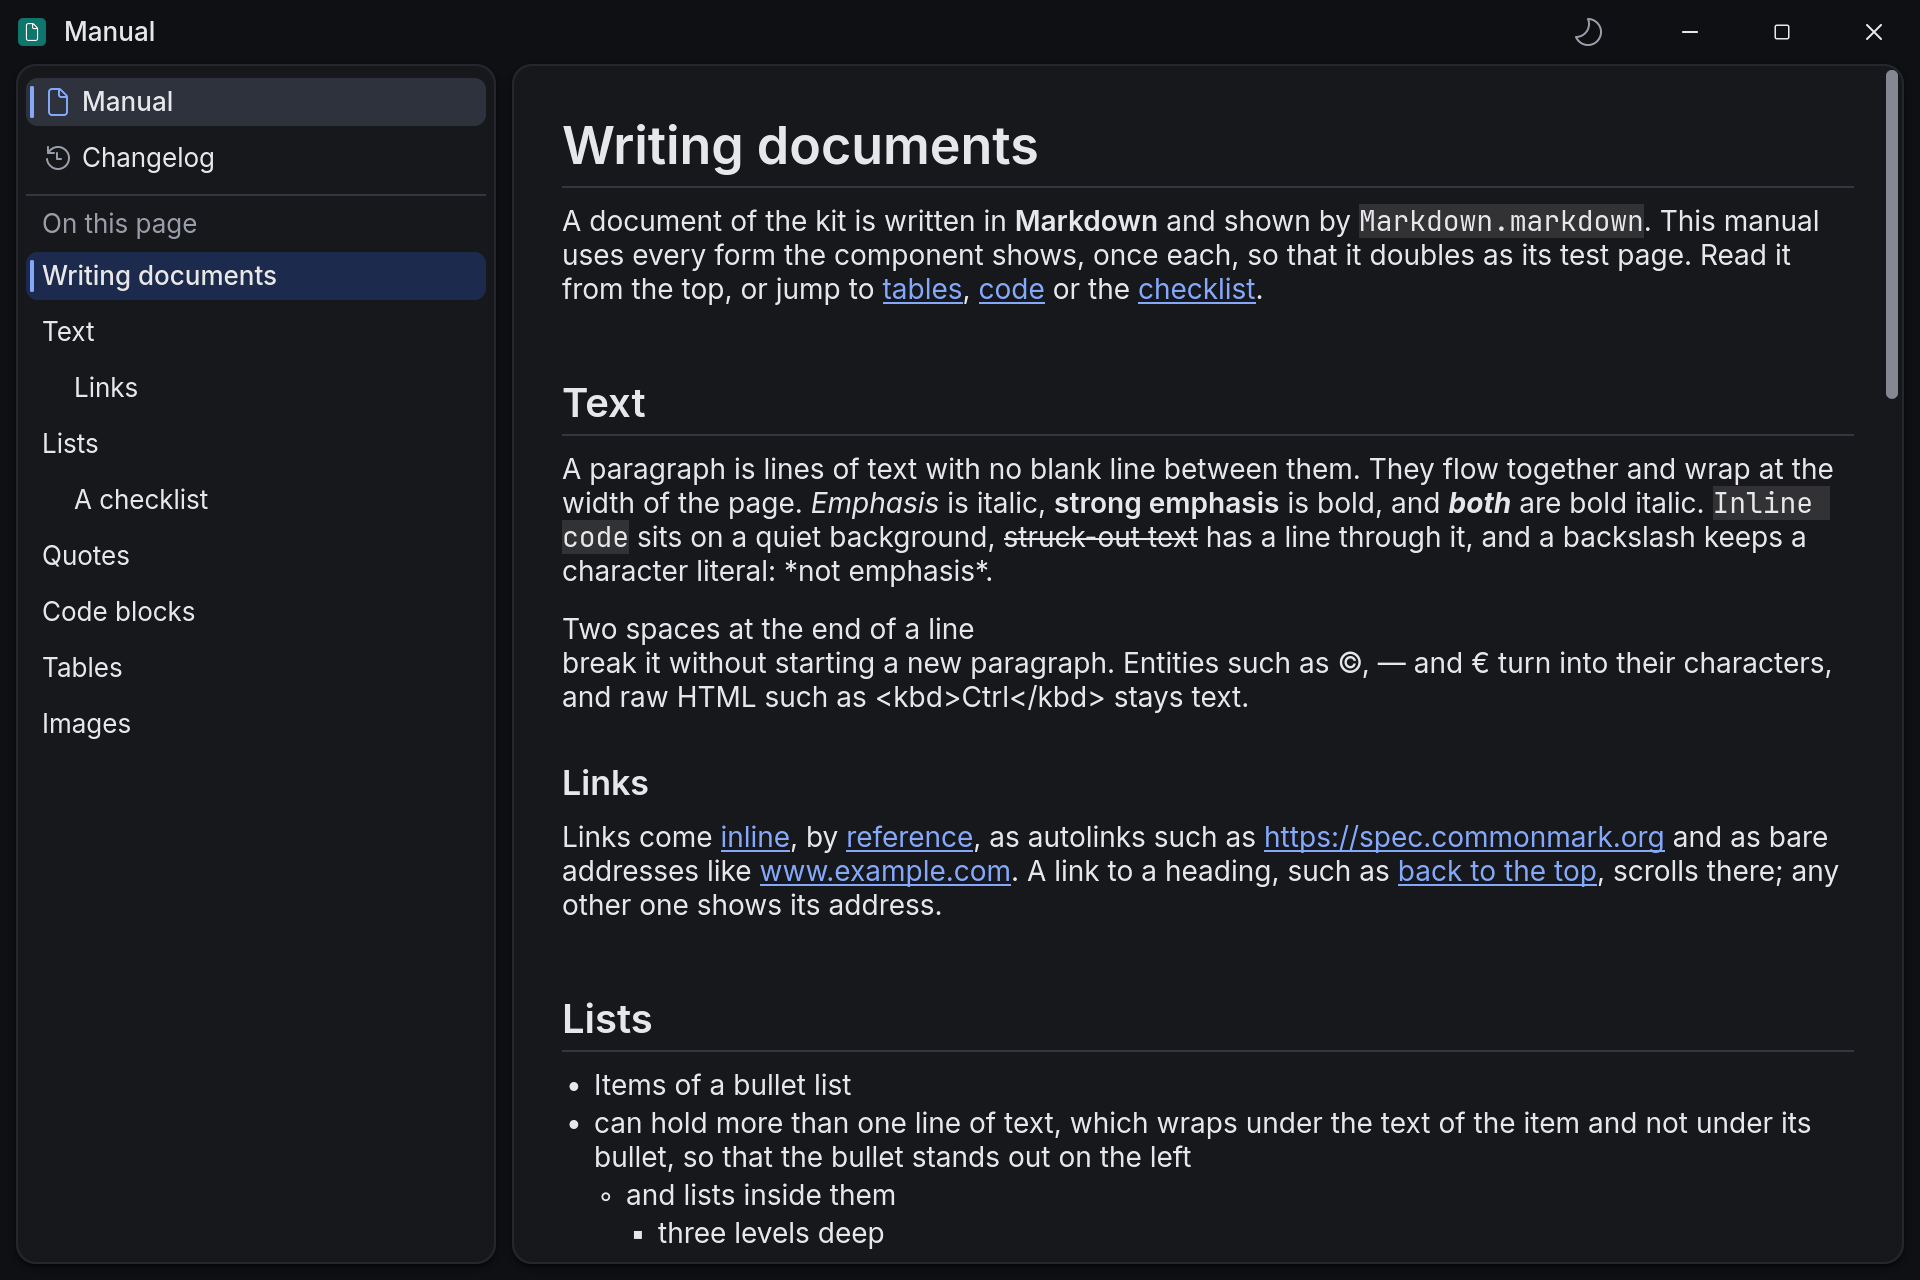 Manual
Manual
Changelog
On this page
Writing documents
Text
Links
Lists
A checklist
Quotes
Code blocks
Tables
Images
Writing documents
A document of the kit is written in Markdown and shown by Markdown.markdown. This manual
uses every form the component shows, once each, so that it doubles as its test page. Read it
from the top, or jump to tables, code or the checklist.
Text
A paragraph is lines of text with no blank line between them. They flow together and wrap at the
width of the page. Emphasis is italic, strong emphasis is bold, and both are bold italic. Inline
code sits on a quiet background, struck-out text has a line through it, and a backslash keeps a
character literal: *not emphasis*.
Two spaces at the end of a line
break it without starting a new paragraph. Entities such as ©, — and € turn into their characters,
and raw HTML such as <kbd>Ctrl</kbd> stays text.
Links
Links come inline, by reference, as autolinks such as https://spec.commonmark.org and as bare
addresses like www.example.com. A link to a heading, such as back to the top, scrolls there; any
other one shows its address.
Lists
• Items of a bullet list
• can hold more than one line of text, which wraps under the text of the item and not under its
bullet, so that the bullet stands out on the left
◦ and lists inside them
▪ three levels deep